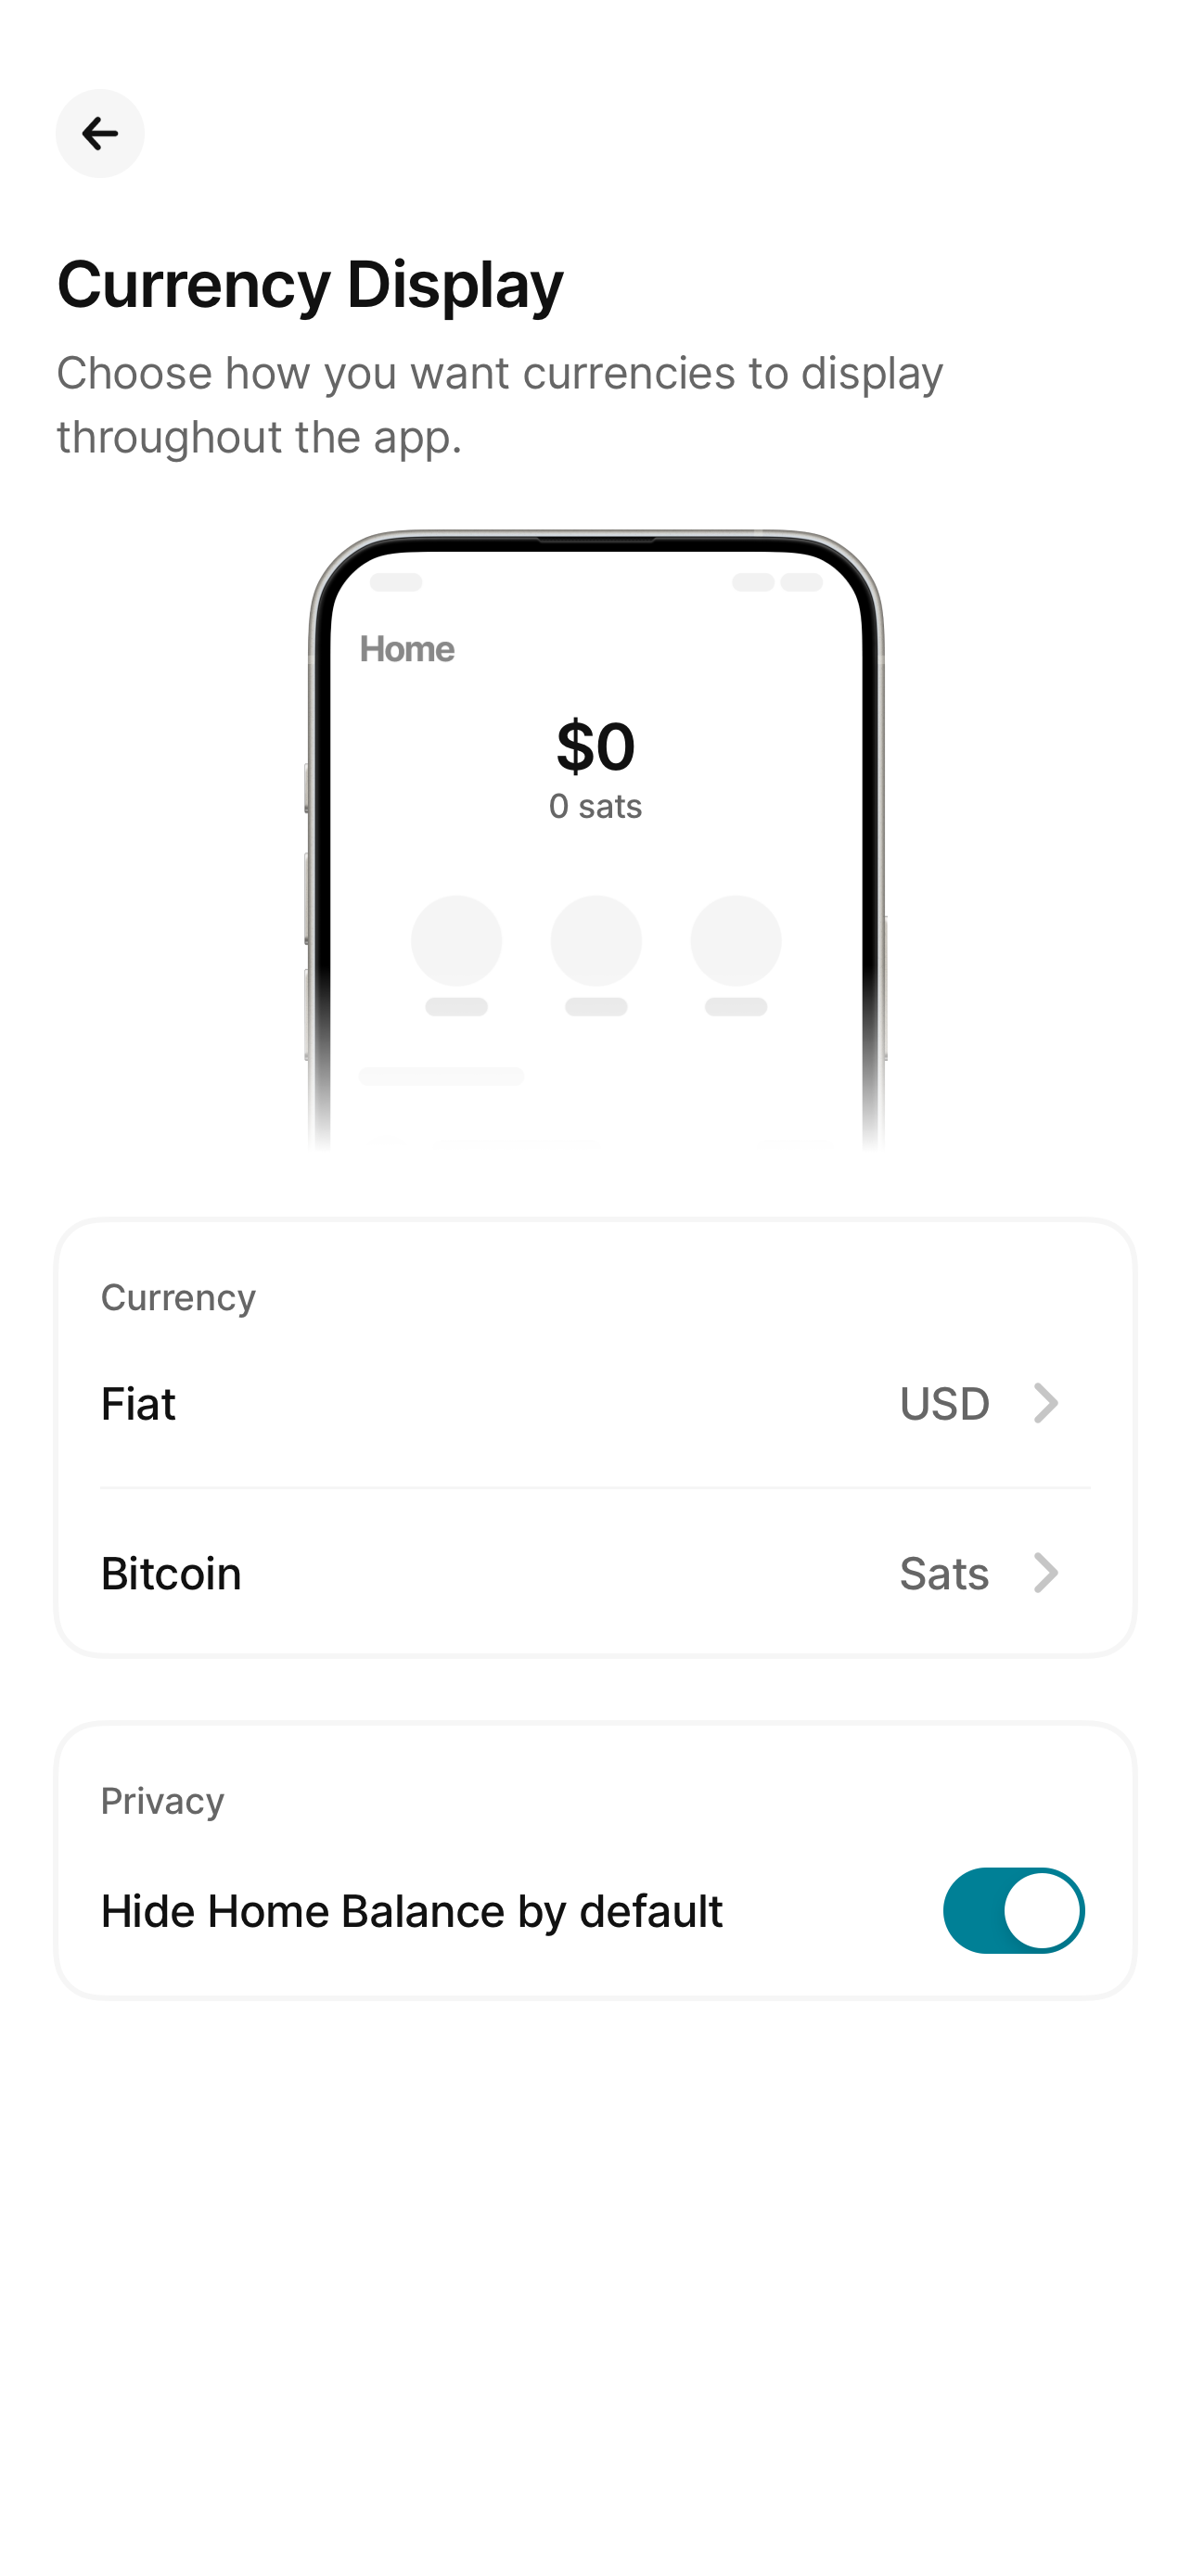 Currency Display
Choose how you want currencies to display
throughout the app.
Home
$0
0 sats
Currency
Fiat USD
Bitcoin Sats
Privacy
Hide Home Balance by default